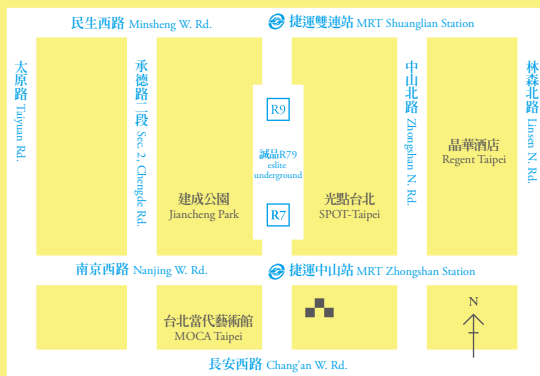 民生西路 Minsheng W. Rd.
捷運雙連站 MRT Shuanglian Station
太原路 Taiyuan Rd.
承德路二段 Sec. 2, Chengde Rd.
中山北路 Zhongshan N. Rd.
林森北路 Linsen N. Rd.
R9
誠品R79
eslite
underground
R7
建成公園
Jiancheng Park
光點台北
SPOT-Taipei
晶華酒店
Regent Taipei
南京西路 Nanjing W. Rd.
捷運中山站 MRT Zhongshan Station
台北當代藝術館
MOCA Taipei
N
長安西路 Chang'an W. Rd.